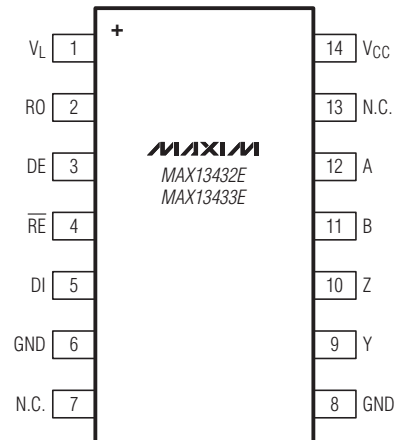 +
V_L 1
RO 2
DE 3
R̅E̅ 4
DI 5
GND 6
N.C. 7
MAXIM
MAX13432E
MAX13433E
14 V_CC
13 N.C.
12 A
11 B
10 Z
9 Y
8 GND